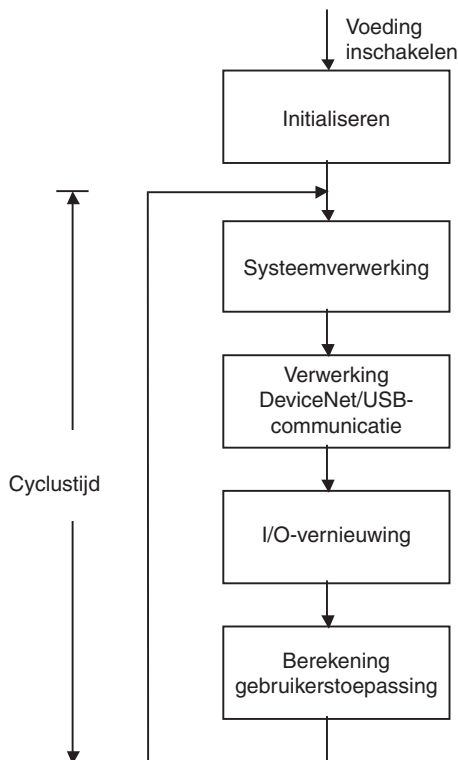 Voeding
inschakelen
Initialiseren
Systeemverwerking
Verwerking
DeviceNet/USB-
communicatie
Cyclustijd
I/O-vernieuwing
Berekening
gebruikerstoepassing